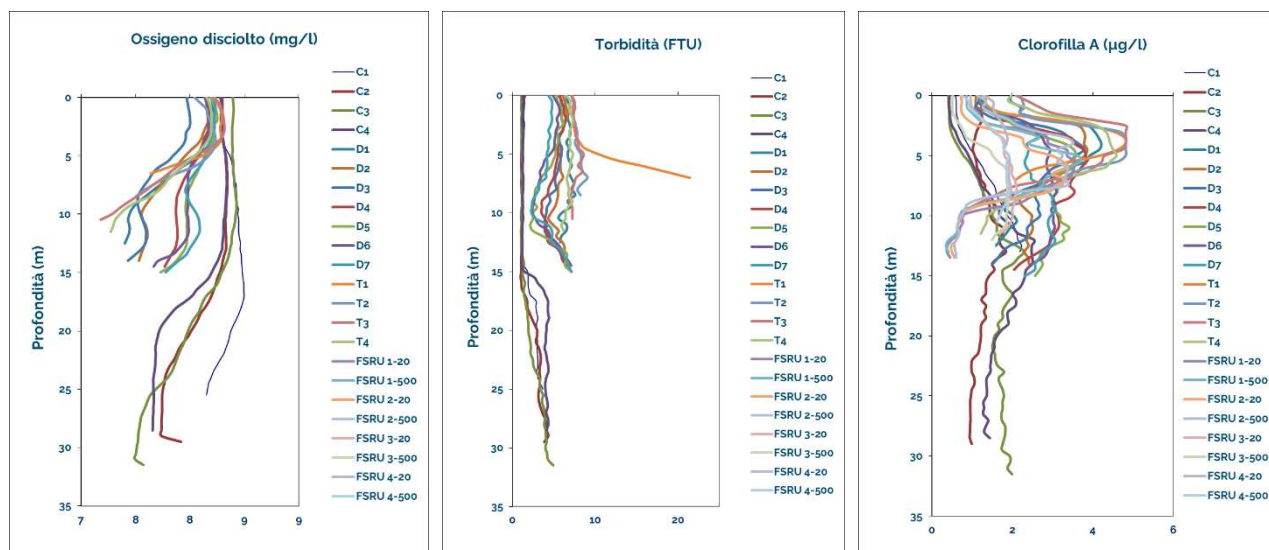 Ossigeno disciolto (mg/l)
Profondità (m)
0
5
10
15
20
25
30
35
7
8
8
9
9
C1
C2
C3
C4
D1
D2
D3
D4
D5
D6
D7
T1
T2
T3
T4
FSRU 1-20
FSRU 1-500
FSRU 2-20
FSRU 2-500
FSRU 3-20
FSRU 3-500
FSRU 4-20
FSRU 4-500
Torbidità (FTU)
Profondità (m)
0
5
10
15
20
25
30
35
0
10
20
C1
C2
C3
C4
D1
D2
D3
D4
D5
D6
D7
T1
T2
T3
T4
FSRU 1-20
FSRU 1-500
FSRU 2-20
FSRU 2-500
FSRU 3-20
FSRU 3-500
FSRU 4-20
FSRU 4-500
Clorofilla A (µg/l)
Profondità (m)
0
5
10
15
20
25
30
35
0
2
4
6
C1
C2
C3
C4
D1
D2
D3
D4
D5
D6
D7
T1
T2
T3
T4
FSRU 1-20
FSRU 1-500
FSRU 2-20
FSRU 2-500
FSRU 3-20
FSRU 3-500
FSRU 4-20
FSRU 4-500